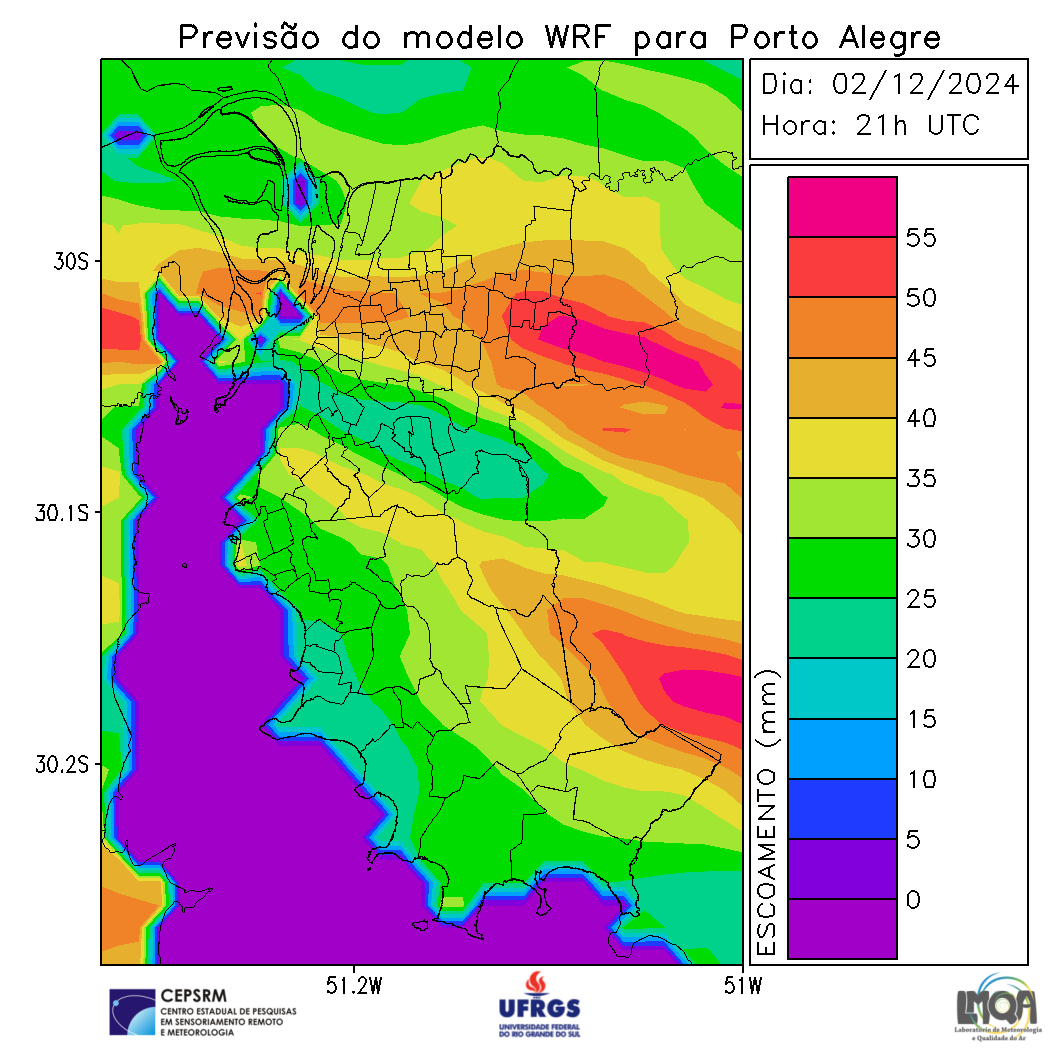 Previsão do modelo WRF para Porto Alegre
Dia: 02/12/2024
Hora: 21h UTC
30S
30.1S
30.2S
51.2W
51W
ESCOAMENTO (mm)
55
50
45
40
35
30
25
20
15
10
5
0
CEPSRM
CENTRO ESTADUAL DE PESQUISAS
EM SENSORIAMENTO REMOTO
E METEOROLOGIA
UFRGS
UNIVERSIDADE FEDERAL
DO RIO GRANDE DO SUL
LMQA
Laboratório de Meteorologia
e Qualidade do Ar